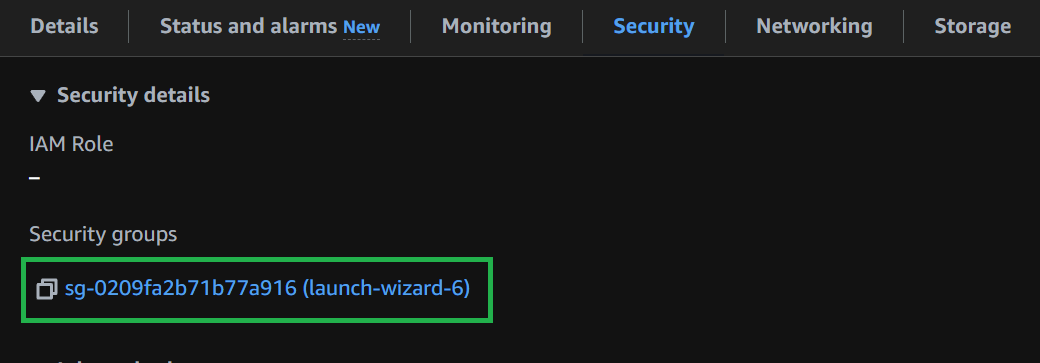 Details Status and alarms New Monitoring Security Networking Storage
Security details
IAM Role
–
Security groups
sg-0209fa2b71b77a916 (launch-wizard-6)